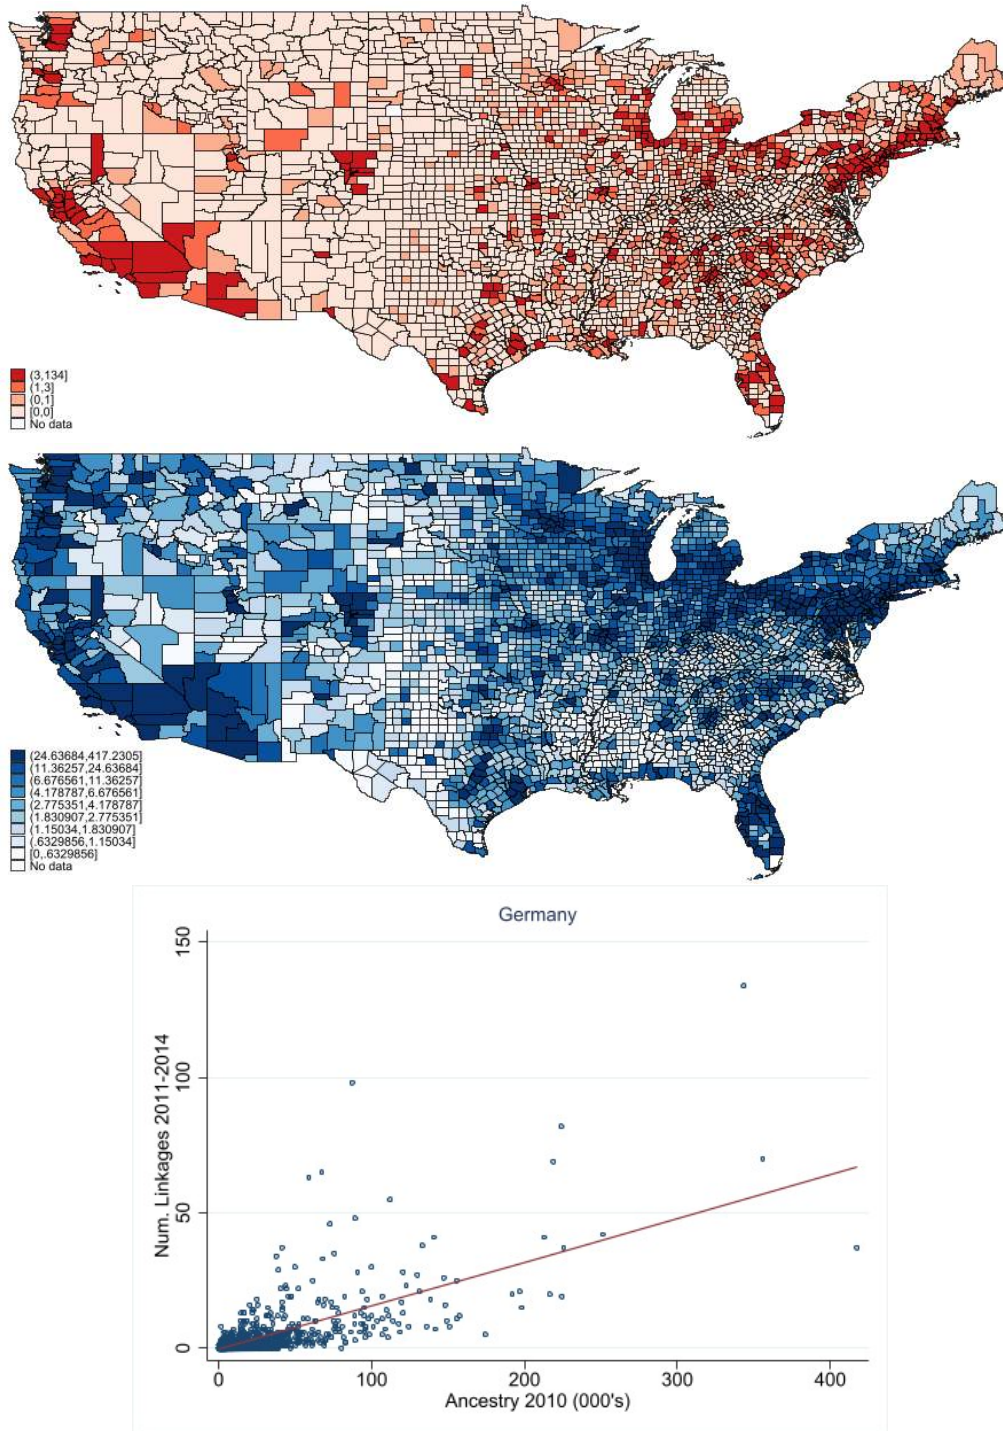 (3,134]
(1,3]
(0,1]
[0,0]
No data
(24.63684,417.2305]
(11.36257,24.63684]
(6.676561,11.36257]
(4.178787,6.676561]
(2.775351,4.178787]
(1.830907,2.775351]
(1.15034,1.830907]
(.6329856,1.15034]
[0,.6329856]
No data
Germany
Num. Linkages 2011-2014
150
100
50
0
0 100 200 300 400
Ancestry 2010 (000's)